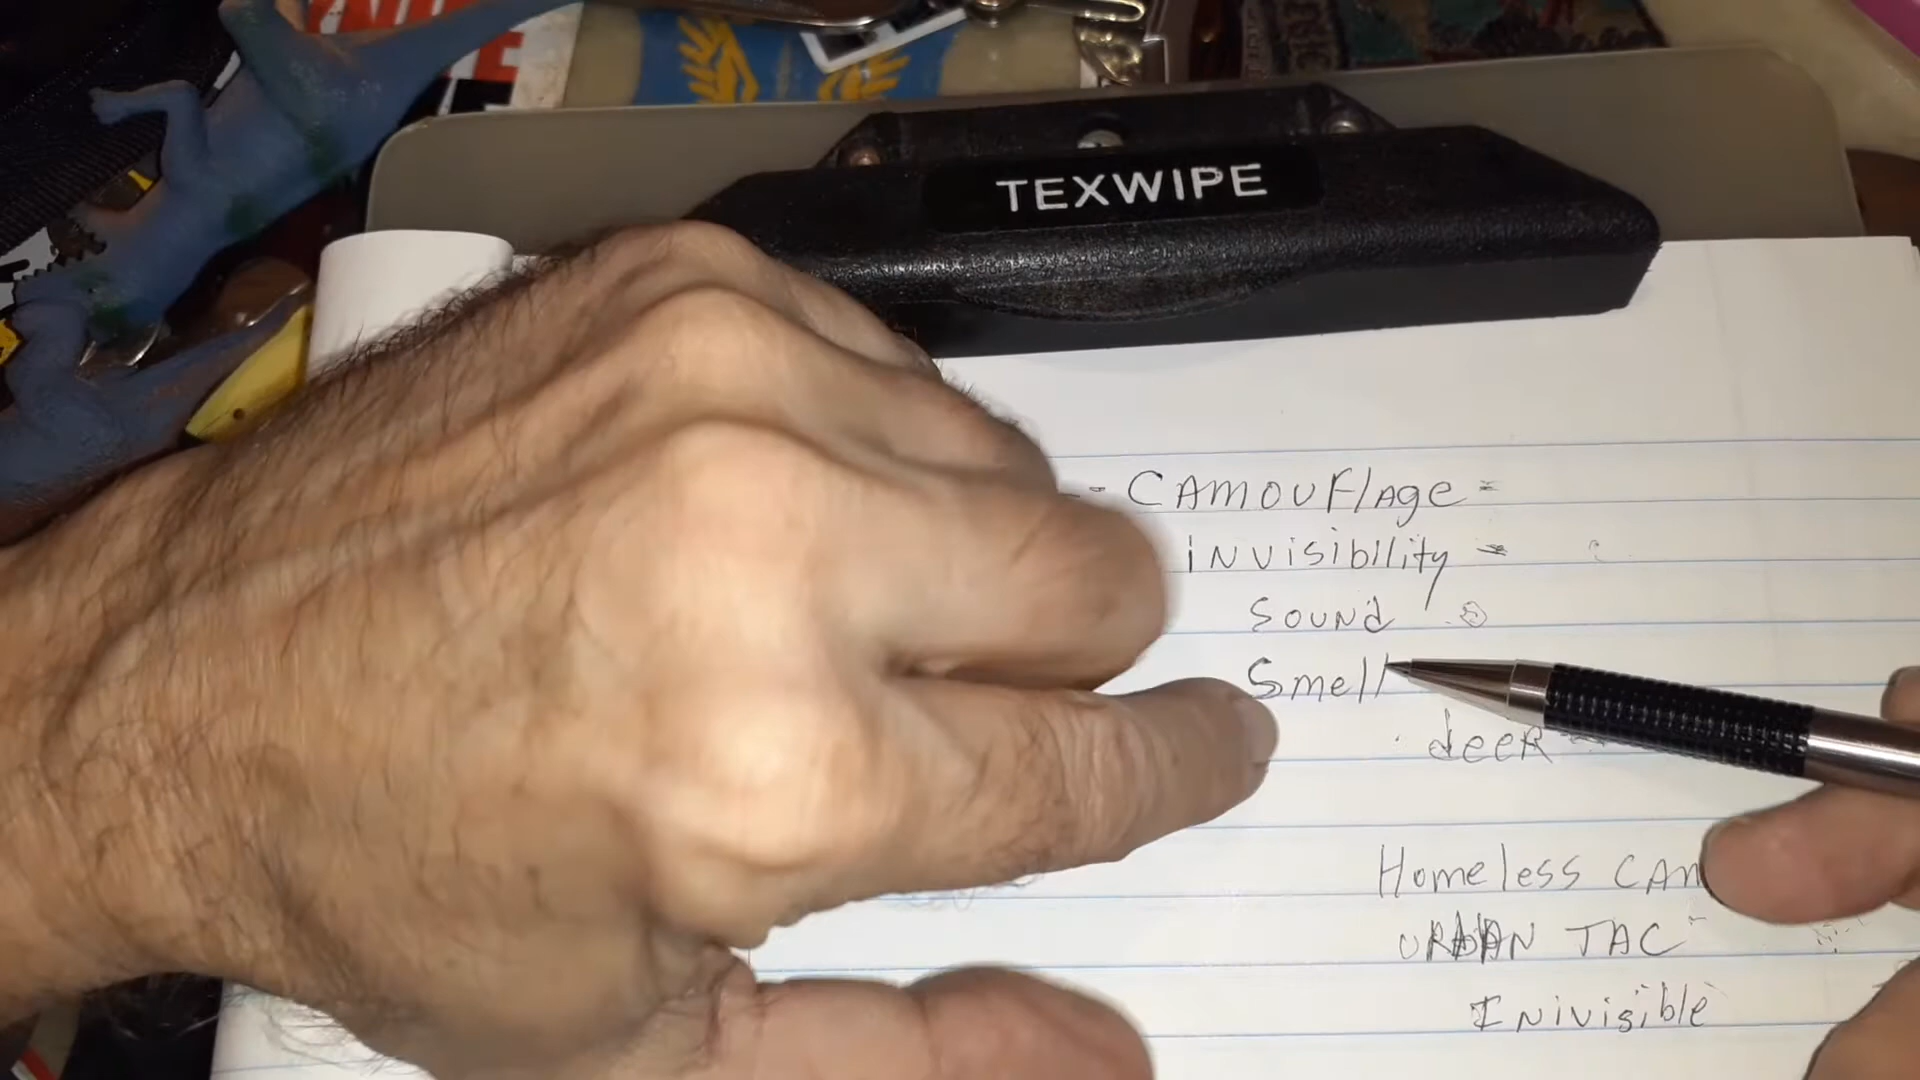 TEXWIPE
- CAMOUFlAge =
iNVisibility =
SOUNd
Smell
deeR
Homeless CAM
URBAN TAC
INivisible